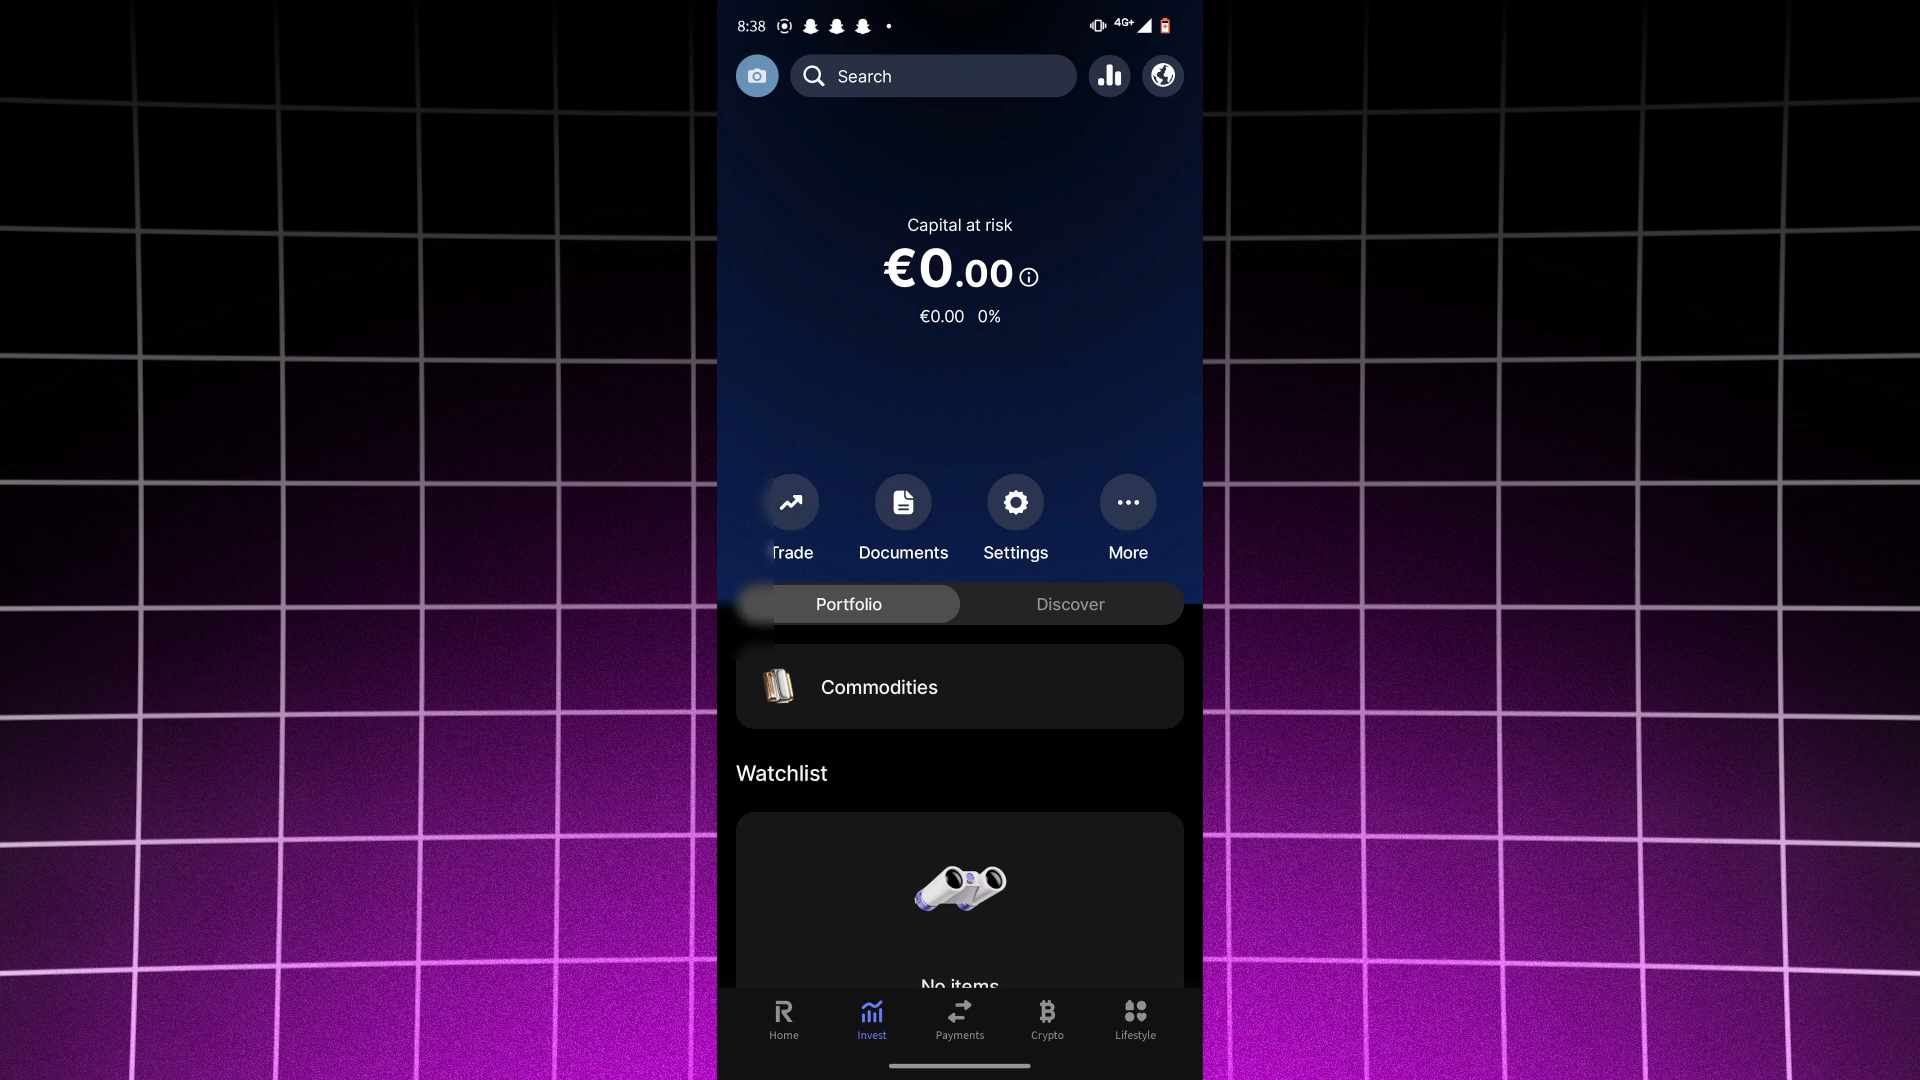 8:38
4G+
Search
Capital at risk
€0.00
€0.00 0%
Trade Documents Settings More
Portfolio Discover
Commodities
Watchlist
No items
Home Invest Payments Crypto Lifestyle